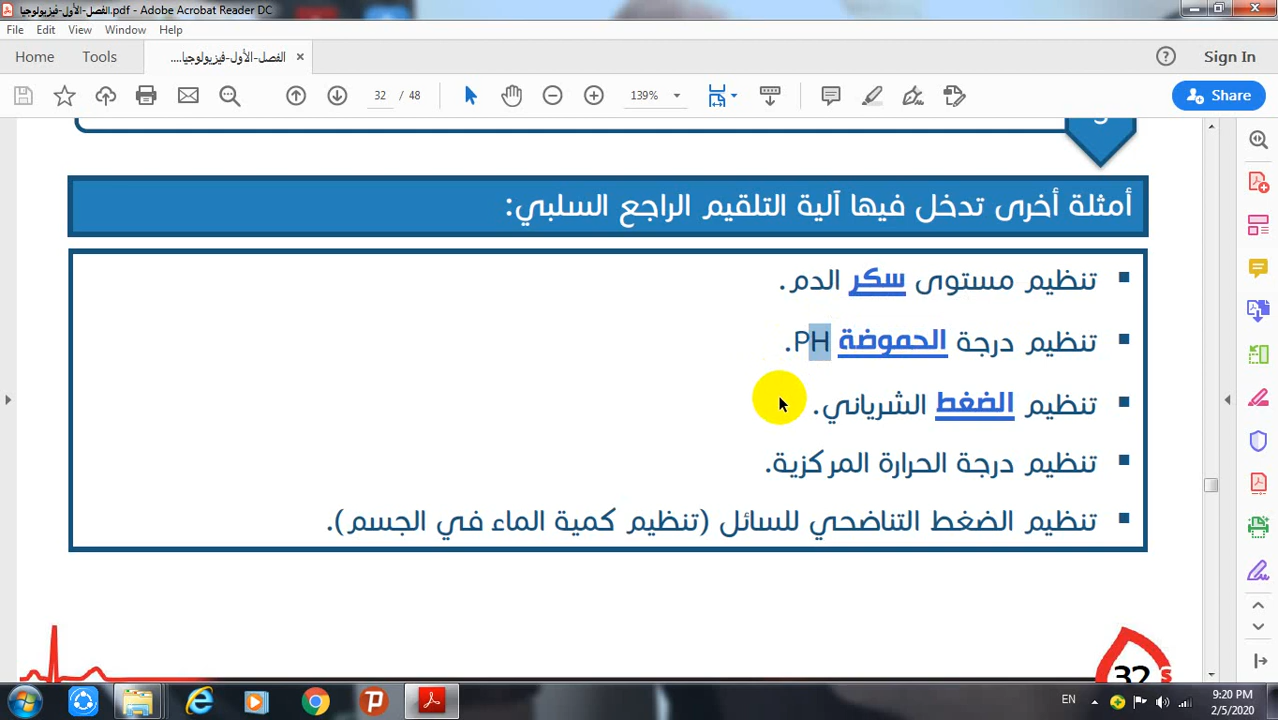 الفصل-الأول-فيزيولوجيا.pdf - Adobe Acrobat Reader DC
File Edit View Window Help
Home Tools الفصل-الأول-فيزيولوجيا.... × Sign In
32 / 48 139% Share
أمثلة أخرى تدخل فيها آلية التلقيم الراجع السلبي:
▪ تنظيم مستوى سكر الدم.
▪ تنظيم درجة الحموضة PH.
▪ تنظيم الضغط الشرياني.
▪ تنظيم درجة الحرارة المركزية.
▪ تنظيم الضغط التناضحي للسائل (تنظيم كمية الماء في الجسم).
32
EN 9:20 PM
2/5/2020